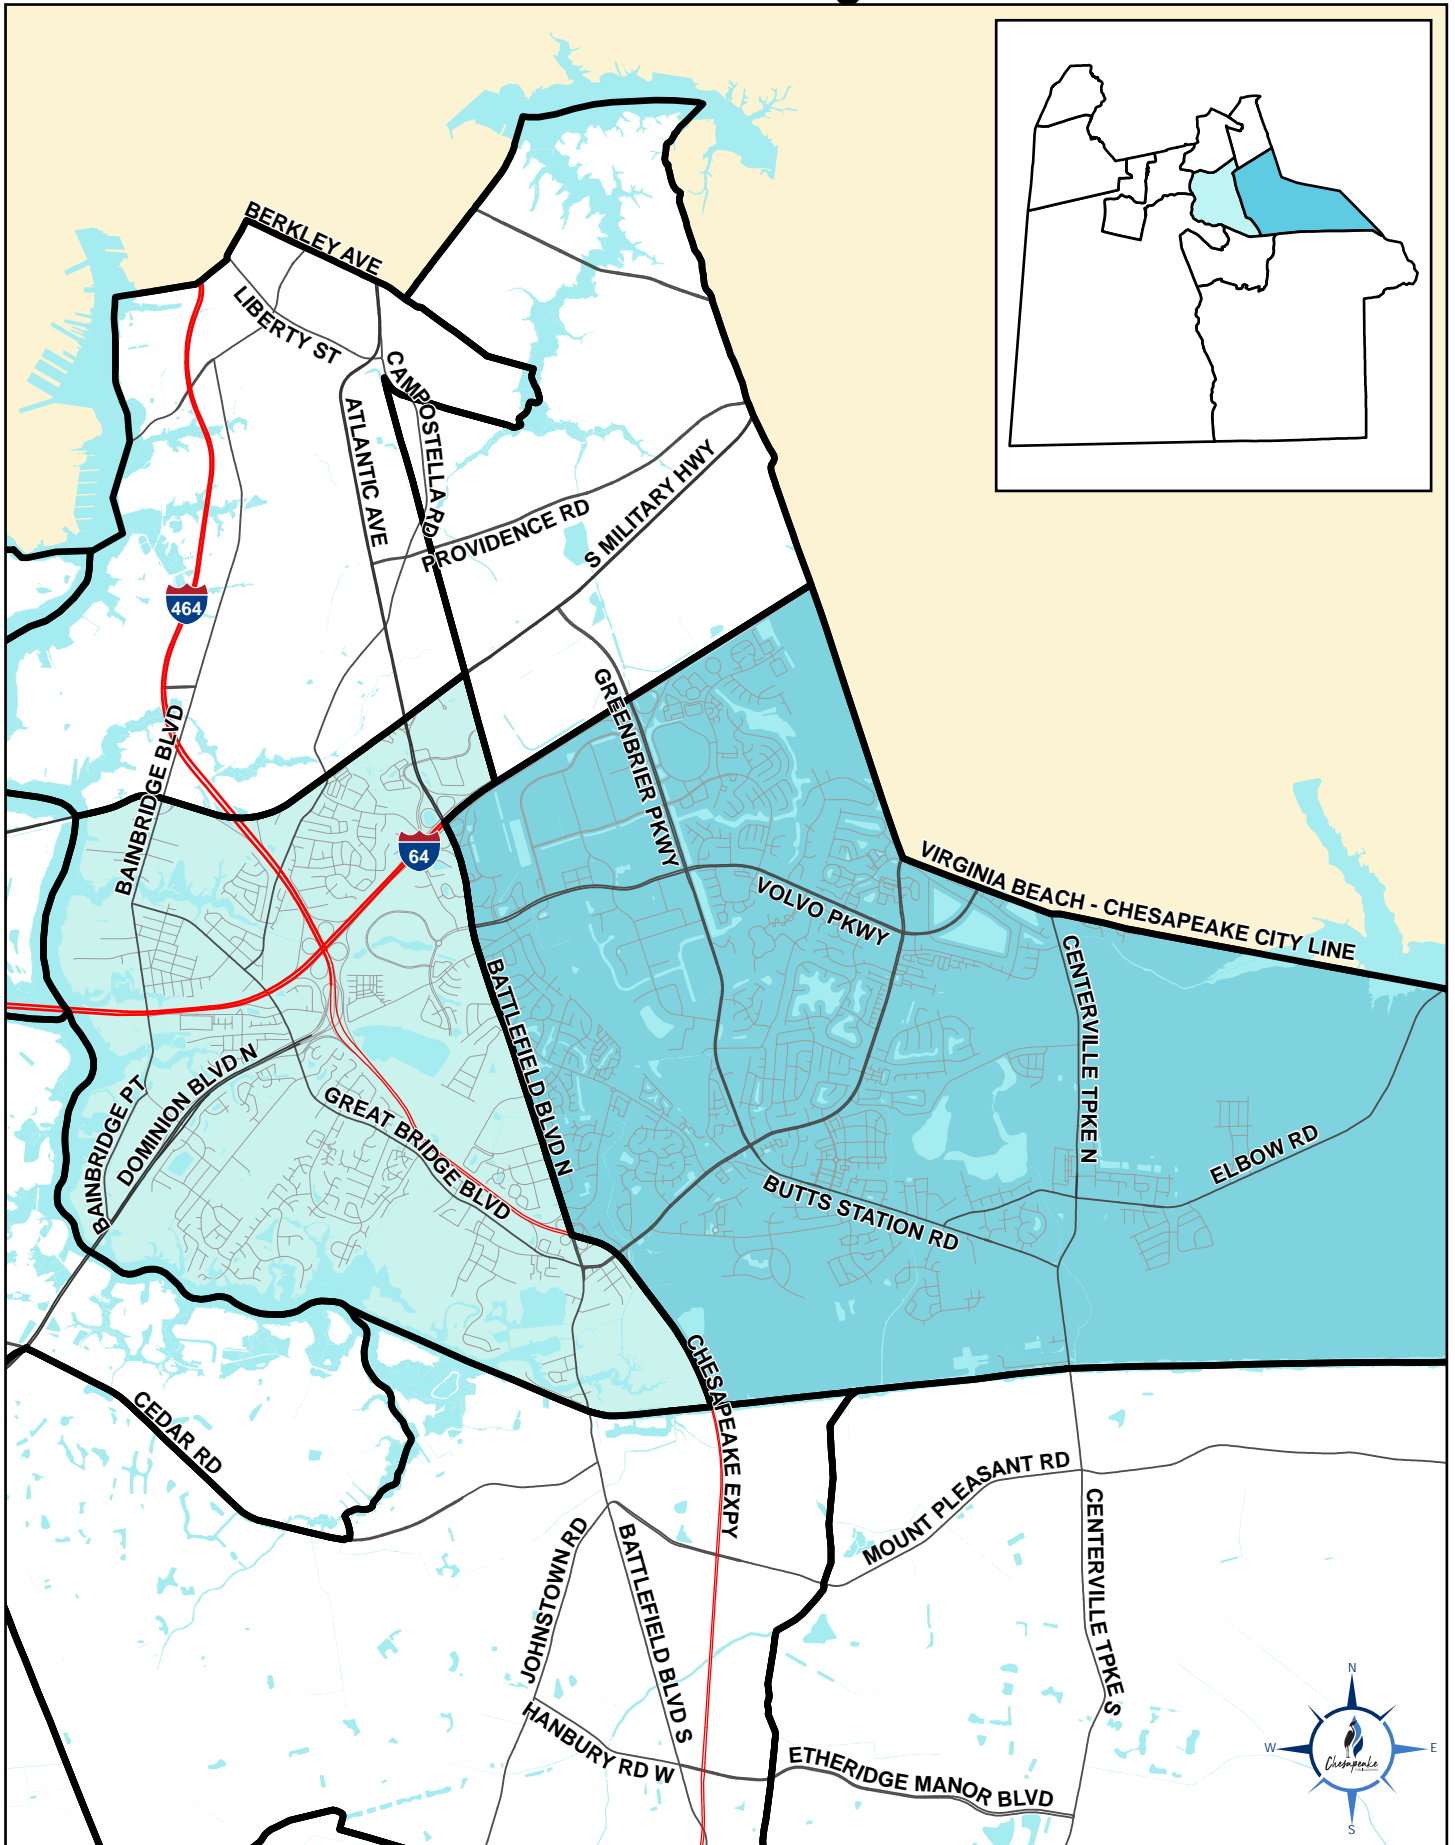 BERKLEY AVE
LIBERTY ST
CAMPOSTELLA RD
ATLANTIC AVE
PROVIDENCE RD
S MILITARY HWY
464
GREENBRIER PKWY
BAINBRIDGE BLVD
64
VOLVO PKWY
VIRGINIA BEACH - CHESAPEAKE CITY LINE
BATTLEFIELD BLVD N
CENTERVILLE TPKE N
DOMINION BLVD N
BAINBRIDGE PT
GREAT BRIDGE BLVD
ELBOW RD
BUTTS STATION RD
CHESAPEAKE EXPY
CEDAR RD
MOUNT PLEASANT RD
CENTERVILLE TPKE S
JOHNSTOWN RD
BATTLEFIELD BLVD S
HANBURY RD W
ETHERIDGE MANOR BLVD
N
W
E
Chesapeake
S